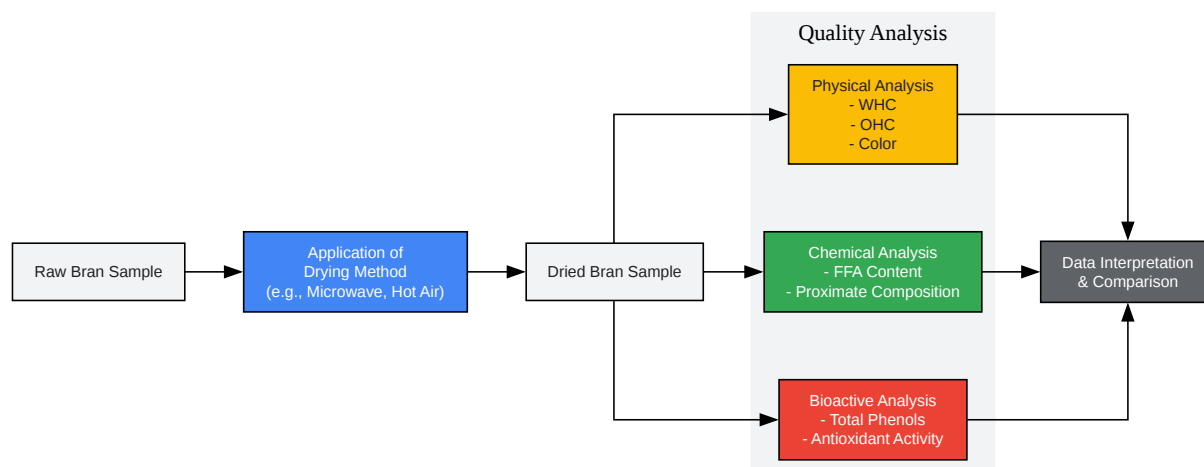 Quality Analysis
Physical Analysis
- WHC
- OHC
- Color
Raw Bran Sample
Application of
Drying Method
(e.g., Microwave, Hot Air)
Dried Bran Sample
Chemical Analysis
- FFA Content
- Proximate Composition
Data Interpretation
& Comparison
Bioactive Analysis
- Total Phenols
- Antioxidant Activity